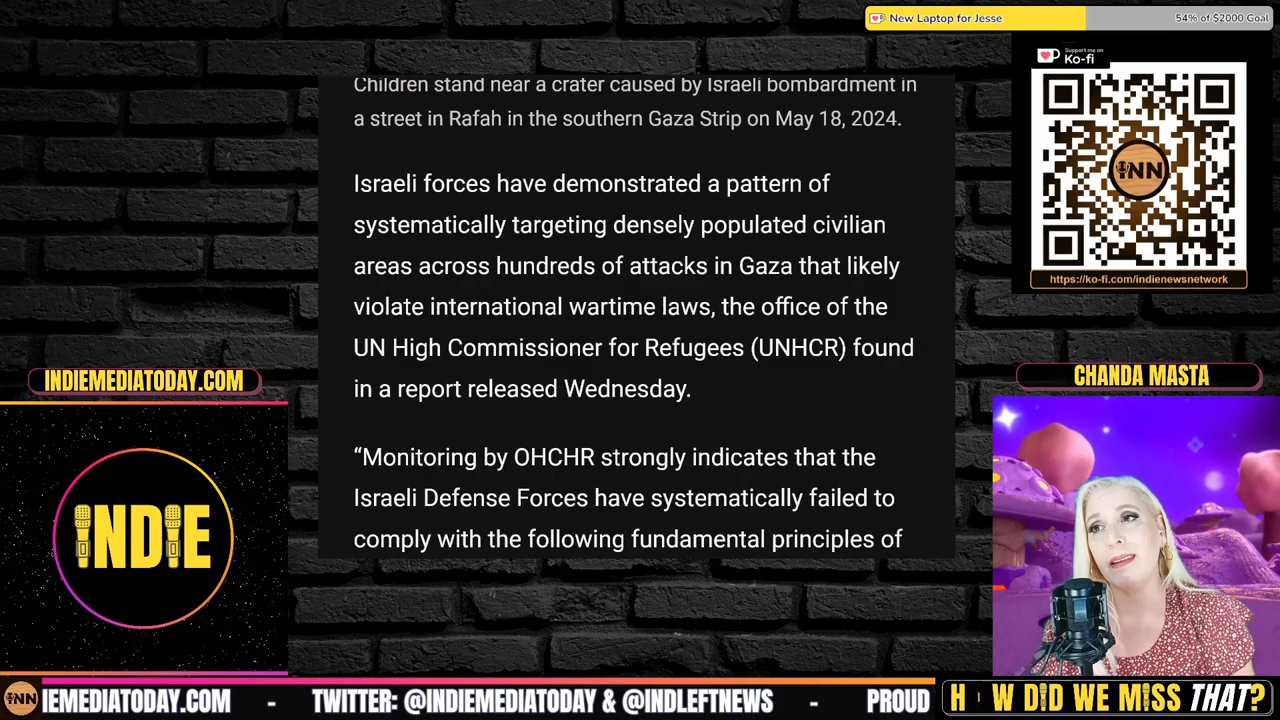 New Laptop for Jesse
54% of $2000 Goal
Support me on
Ko-fi
INN
https://ko-fi.com/indienewsnetwork
Children stand near a crater caused by Israeli bombardment in
a street in Rafah in the southern Gaza Strip on May 18, 2024.
Israeli forces have demonstrated a pattern of
systematically targeting densely populated civilian
areas across hundreds of attacks in Gaza that likely
violate international wartime laws, the office of the
UN High Commissioner for Refugees (UNHCR) found
in a report released Wednesday.
“Monitoring by OHCHR strongly indicates that the
Israeli Defense Forces have systematically failed to
comply with the following fundamental principles of
INDIEMEDIATODAY.COM
INDIE
CHANDA MASTA
INN
IEMEDIATODAY.COM - TWITTER: @INDIEMEDIATODAY & @INDLEFTNEWS - PROUD
H W DID WE MISS THAT?